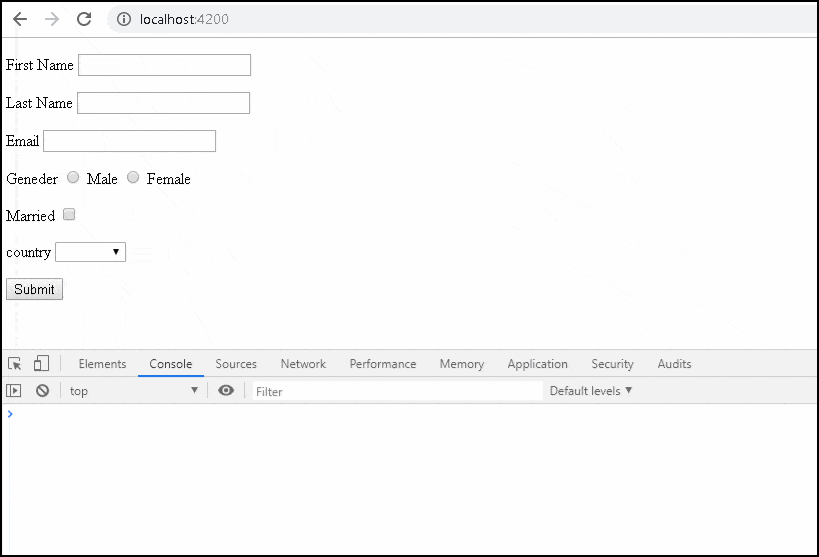 localhost:4200
First Name
Last Name
Email
Geneder Male Female
Married
country
Submit
Elements Console Sources Network Performance Memory Application Security Audits
top Filter Default levels